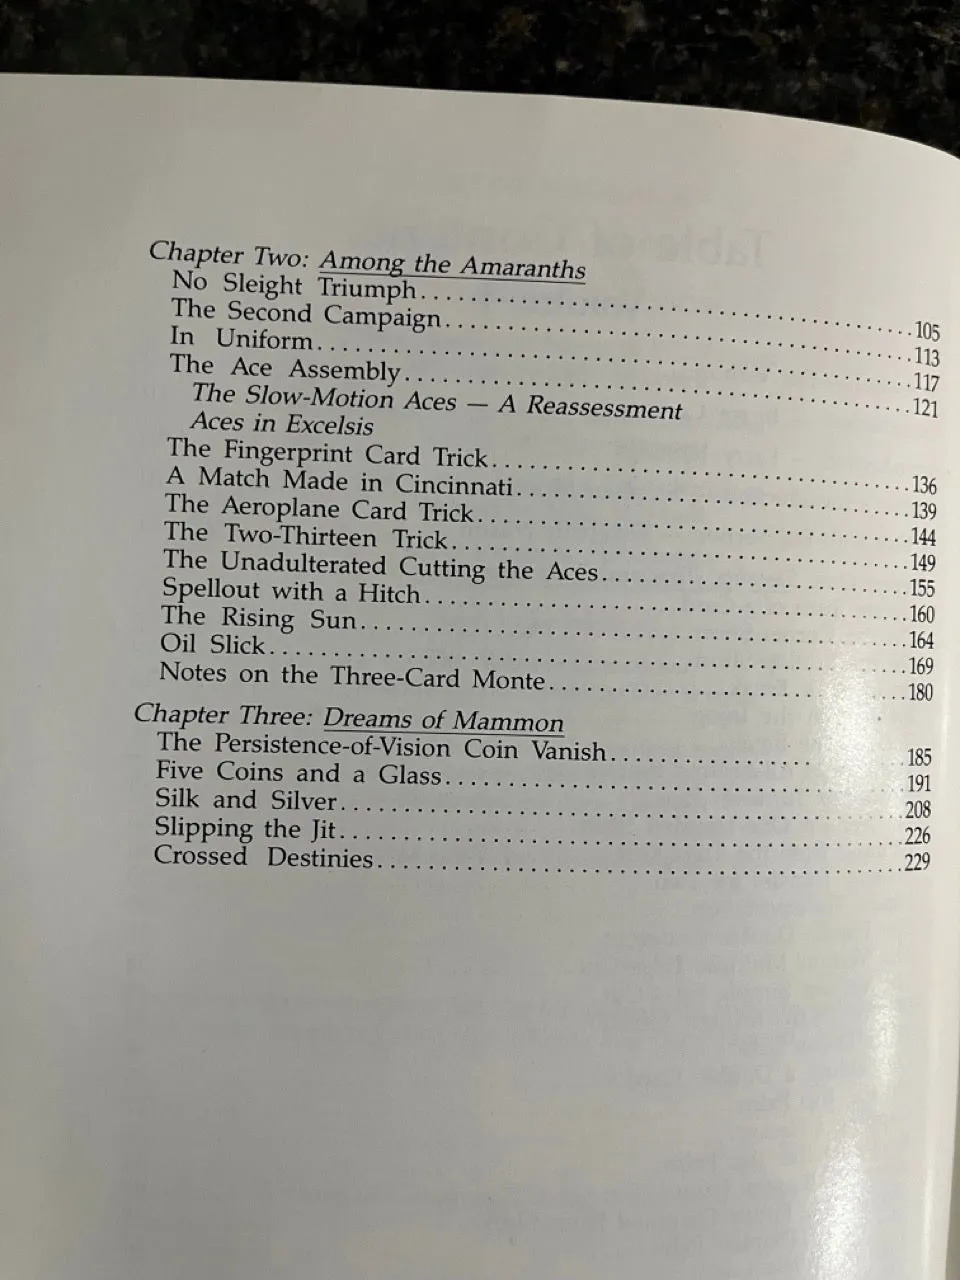 Chapter Two: Among the Amaranths
No Sleight Triumph..............................105
The Second Campaign..............................113
In Uniform..............................117
The Ace Assembly..............................121
The Slow-Motion Aces — A Reassessment
Aces in Excelsis
The Fingerprint Card Trick..............................136
A Match Made in Cincinnati..............................139
The Aeroplane Card Trick..............................144
The Two-Thirteen Trick..............................149
The Unadulterated Cutting the Aces..............................155
Spellout with a Hitch..............................160
The Rising Sun..............................164
Oil Slick..............................169
Notes on the Three-Card Monte..............................180
Chapter Three: Dreams of Mammon
The Persistence-of-Vision Coin Vanish..............................185
Five Coins and a Glass..............................191
Silk and Silver..............................208
Slipping the Jit..............................226
Crossed Destinies..............................229